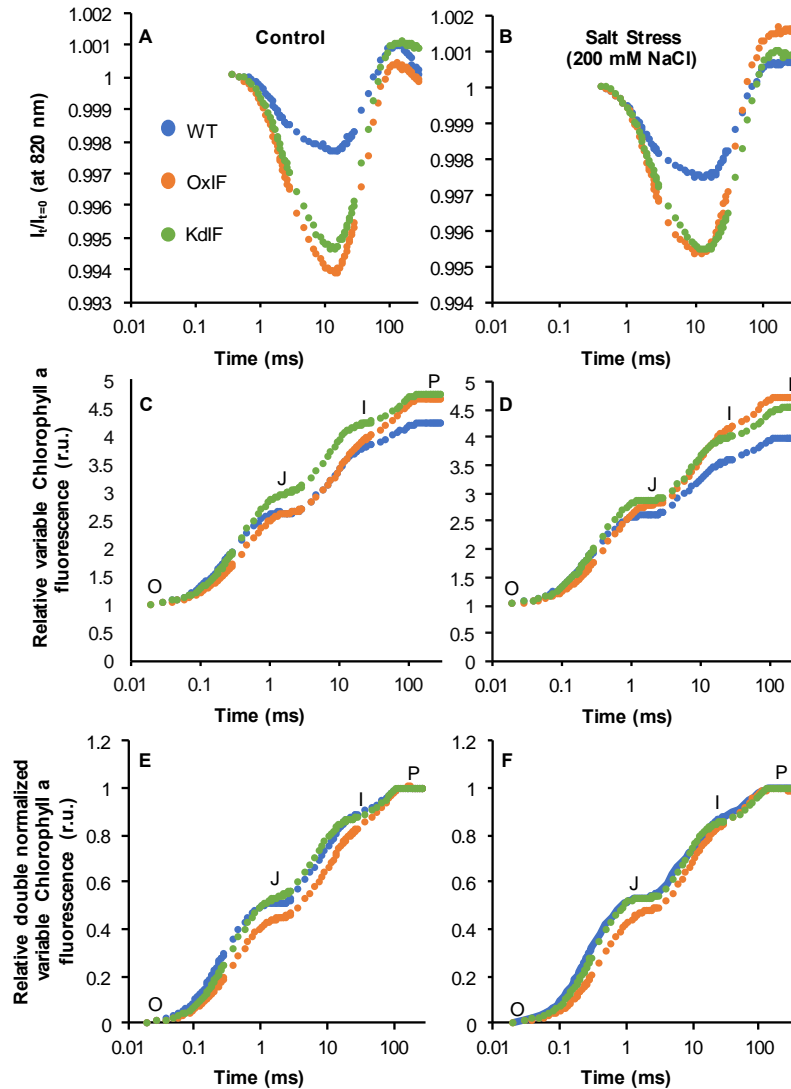 A
Control
1.001
1
0.999
0.998
0.997
0.996
0.995
0.994
0.993
WT
OxIF
KdIF
It/It=0 (at 820 nm)
0.01
0.1
1
10
100
Time (ms)
B
Salt Stress
(200 mM NaCl)
1.002
1.001
1
0.999
0.998
0.997
0.996
0.995
0.994
0.01
0.1
1
10
100
Time (ms)
C
5
4.5
4
3.5
3
2.5
2
1.5
1
0.5
0
O
J
I
P
Relative variable Chlorophyll a
fluorescence (r.u.)
0.01
0.1
1
10
100
Time (ms)
D
5
4.5
4
3.5
3
2.5
2
1.5
1
0.5
0
O
J
I
0.01
0.1
1
10
100
Time (ms)
E
1.2
1
0.8
0.6
0.4
0.2
0
O
J
I
P
Relative double normalized
variable Chlorophyll a
fluorescence (r.u.)
0.01
0.1
1
10
100
Time (ms)
F
1.2
1
0.8
0.6
0.4
0.2
0
O
J
I
P
0.01
0.1
1
10
100
Time (ms)